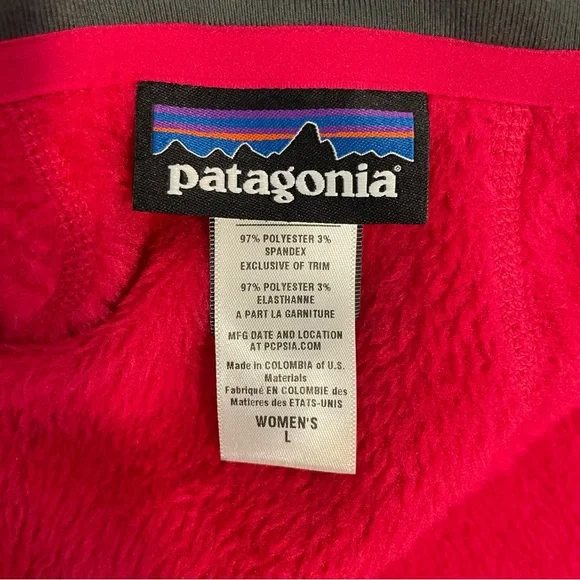 patagonia®
97% POLYESTER 3%
SPANDEX
EXCLUSIVE OF TRIM
97% POLYESTER 3%
ELASTHANNE
A PART LA GARNITURE
MFG DATE AND LOCATION
AT PCPSIA.COM
Made in COLOMBIA of U.S.
Materials
Fabriqué EN COLOMBIE des
Matieres des ETATS-UNIS
WOMEN'S
L